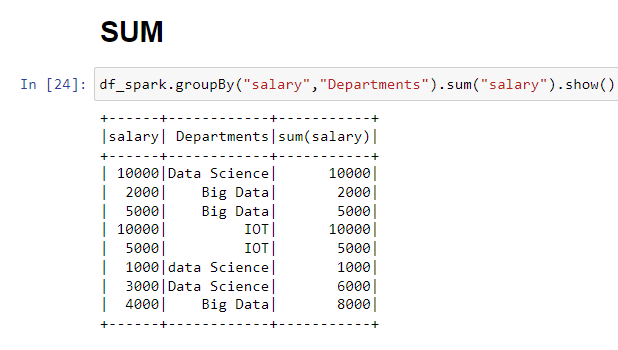 SUM
In [24]: df_spark.groupBy("salary","Departments").sum("salary").show()
+------+------------+-----------+
|salary| Departments|sum(salary)|
+------+------------+-----------+
| 10000|Data Science|      10000|
|  2000|    Big Data|       2000|
|  5000|    Big Data|       5000|
| 10000|         IOT|      10000|
|  5000|         IOT|       5000|
|  1000|data Science|       1000|
|  3000|Data Science|       6000|
|  4000|    Big Data|       8000|
+------+------------+-----------+